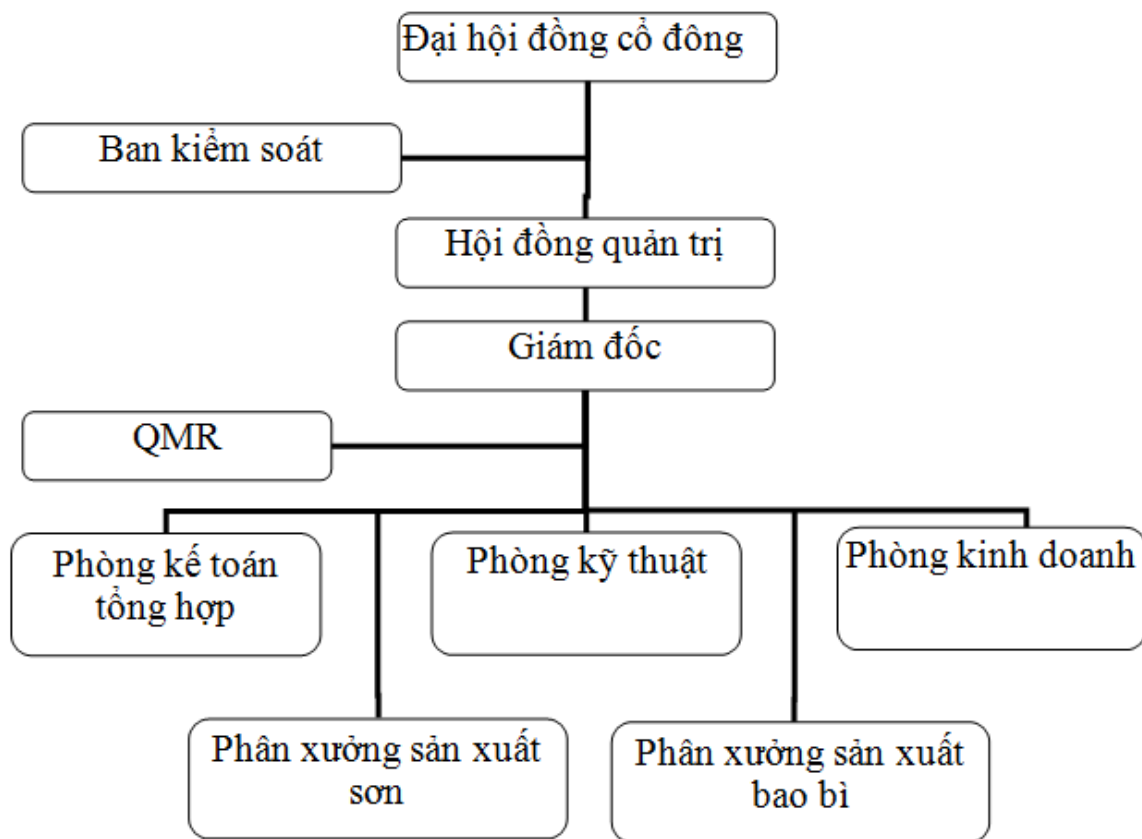 Đại hội đồng cổ đông
Ban kiểm soát
Hội đồng quản trị
Giám đốc
QMR
Phòng kế toán
tổng hợp
Phòng kỹ thuật
Phòng kinh doanh
Phân xưởng sản xuất
sơn
Phân xưởng sản xuất
bao bì